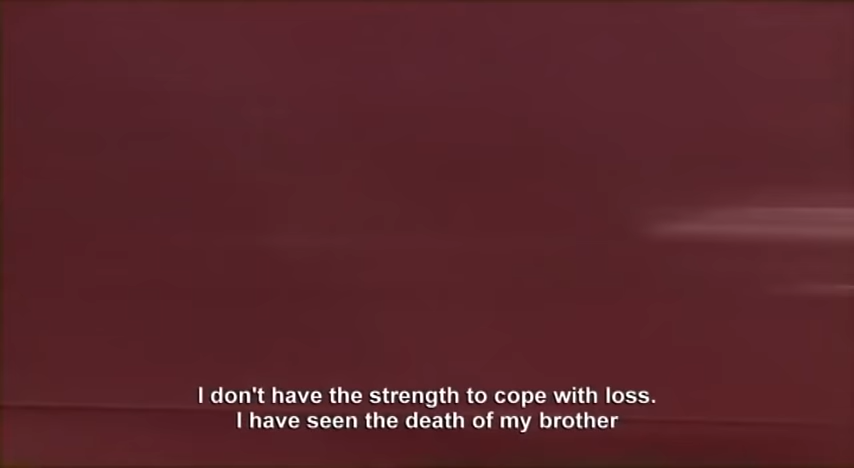 I don't have the strength to cope with loss.
I have seen the death of my brother